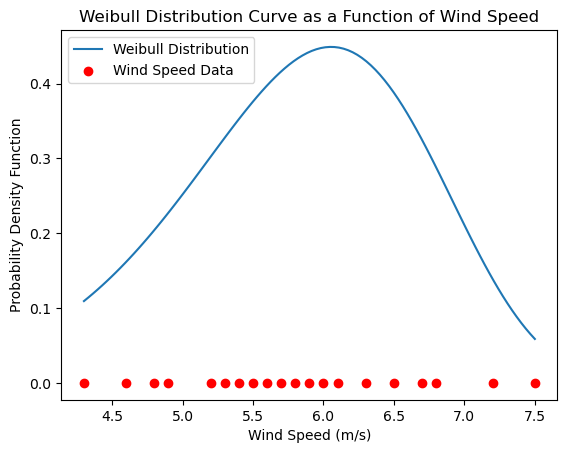 Weibull Distribution Curve as a Function of Wind Speed
Weibull Distribution
Wind Speed Data
Probability Density Function
0.4
0.3
0.2
0.1
0.0
4.5 5.0 5.5 6.0 6.5 7.0 7.5
Wind Speed (m/s)